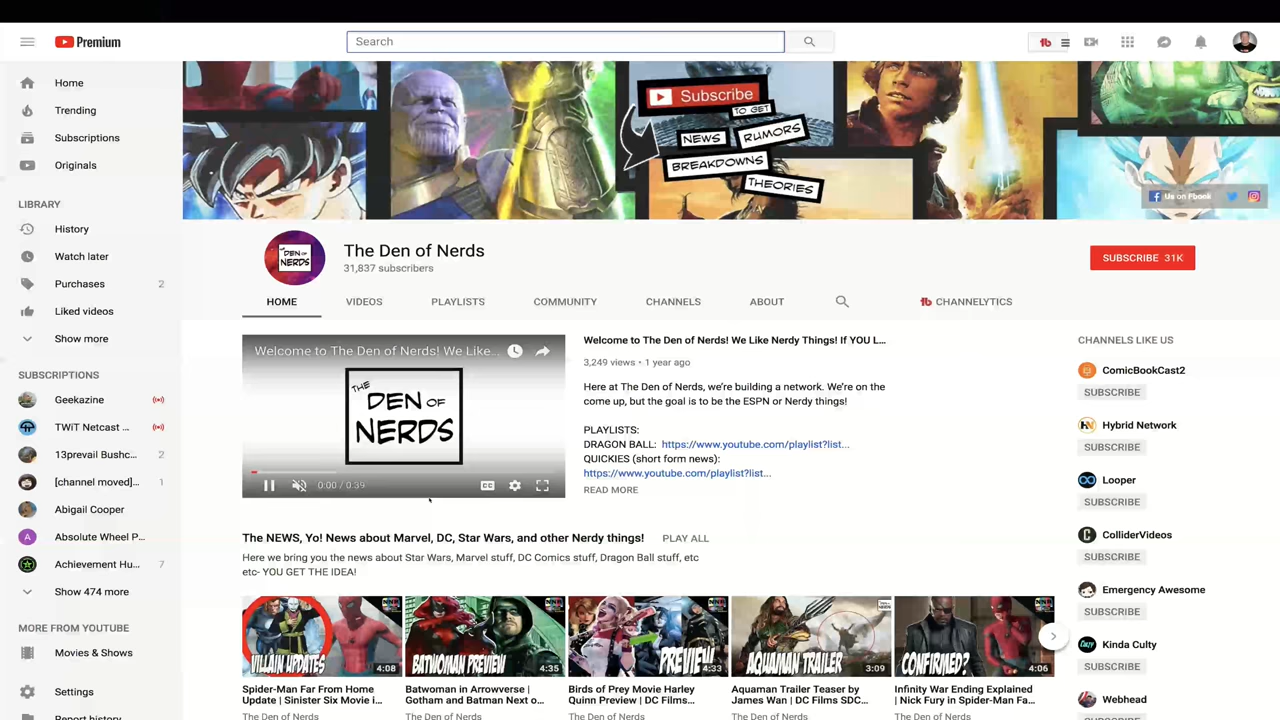 Premium
Search
Home
Trending
Subscriptions
Originals
LIBRARY
History
Watch later
Purchases 2
Liked videos
Show more
SUBSCRIPTIONS
Geekazine
TWiT Netcast ...
13prevail Bushc... 2
[channel moved]... 1
Abigail Cooper
A Absolute Wheel P...
Achievement Hu... 7
Show 474 more
MORE FROM YOUTUBE
Movies & Shows
Settings
Report history
Subscribe
TO GET
NEWS
RUMORS
BREAKDOWNS
THEORIES
Us on Fbook
THE DEN OF NERDS
The Den of Nerds
31,837 subscribers
SUBSCRIBE 31K
HOME VIDEOS PLAYLISTS COMMUNITY CHANNELS ABOUT tb CHANNELYTICS
Welcome to The Den of Nerds! We Like...
THE
DEN OF
NERDS
0:00 / 0:39
Welcome to The Den of Nerds! We Like Nerdy Things! If YOU L...
3,249 views • 1 year ago
Here at The Den of Nerds, we're building a network. We're on the
come up, but the goal is to be the ESPN or Nerdy things!
PLAYLISTS:
DRAGON BALL: https://www.youtube.com/playlist?list...
QUICKIES (short form news):
https://www.youtube.com/playlist?list...
READ MORE
CHANNELS LIKE US
ComicBookCast2
SUBSCRIBE
Hybrid Network
SUBSCRIBE
Looper
SUBSCRIBE
ColliderVideos
SUBSCRIBE
Emergency Awesome
SUBSCRIBE
Kinda Culty
SUBSCRIBE
Webhead
The NEWS, Yo! News about Marvel, DC, Star Wars, and other Nerdy things! PLAY ALL
Here we bring you the news about Star Wars, Marvel stuff, DC Comics stuff, Dragon Ball stuff, etc
etc- YOU GET THE IDEA!
VILLAIN UPDATES 4:08
BATWOMAN PREVIEW 4:35
PREVIEW 4:33
AQUAMAN TRAILER 3:09
CONFIRMED? 4:06
Spider-Man Far From Home
Update | Sinister Six Movie i...
The Den of Nerds
Batwoman in Arrowverse |
Gotham and Batman Next o...
The Den of Nerds
Birds of Prey Movie Harley
Quinn Preview | DC Films...
The Den of Nerds
Aquaman Trailer Teaser by
James Wan | DC Films SDC...
The Den of Nerds
Infinity War Ending Explained
| Nick Fury in Spider-Man Fa...
The Den of Nerds